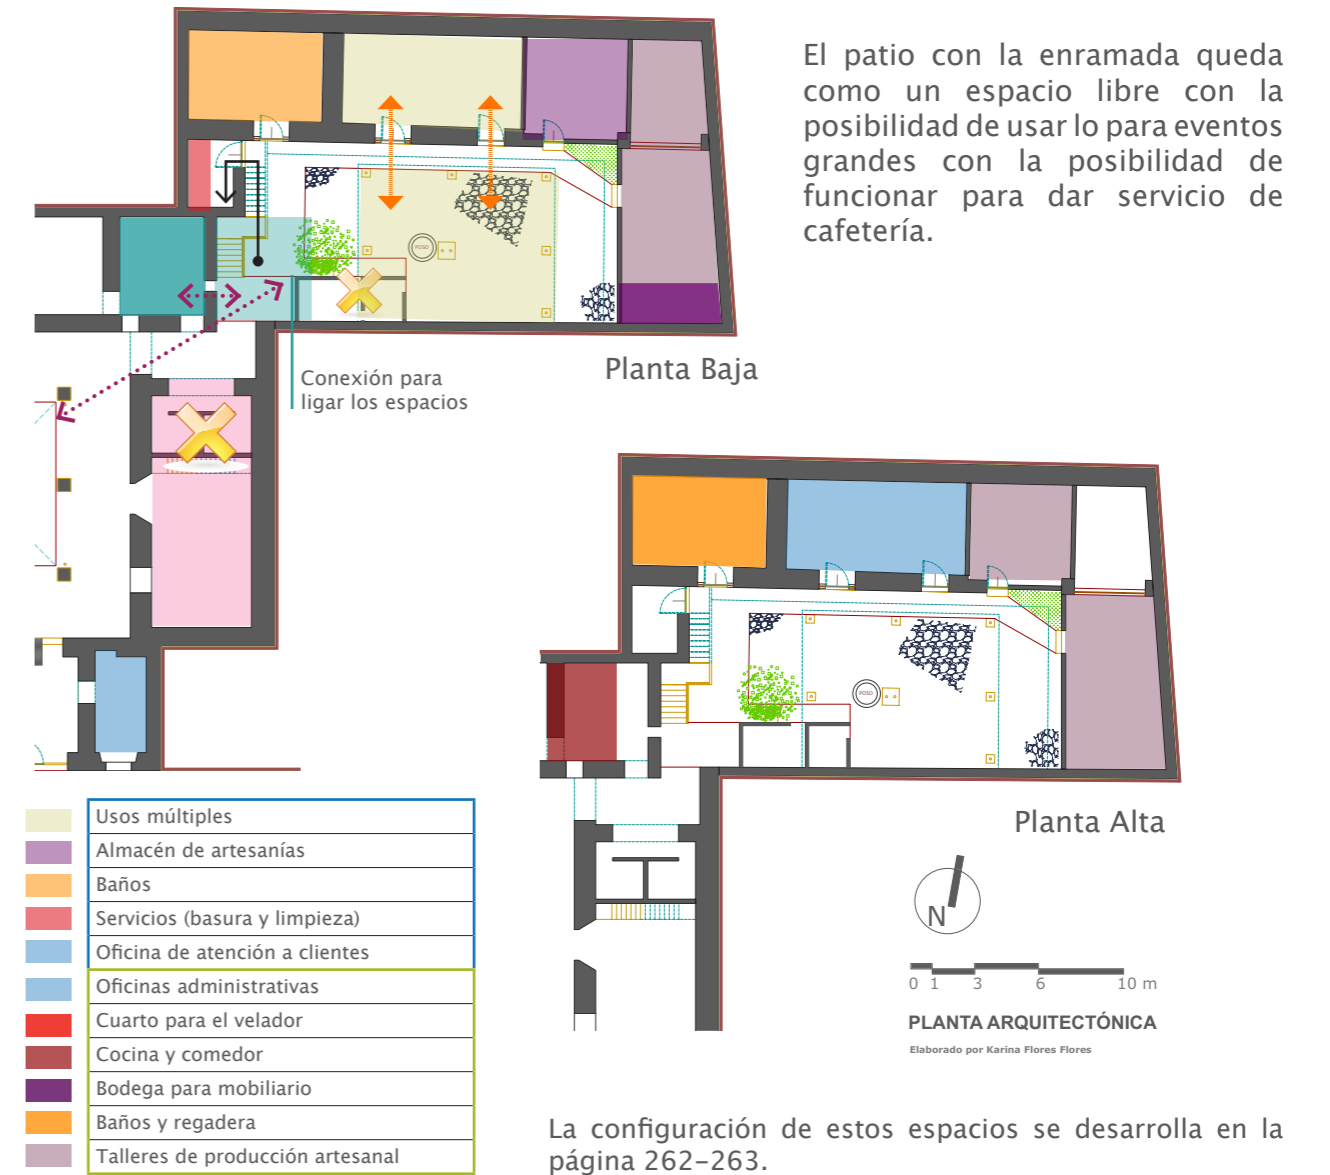 El patio con la enramada queda
como un espacio libre con la
posibilidad de usar lo para eventos
grandes con la posibilidad de
funcionar para dar servicio de
cafetería.
POSO
Planta Baja
Conexión para
ligar los espacios
POSO
Planta Alta
Usos múltiples
Almacén de artesanías
Baños
Servicios (basura y limpieza)
Oficina de atención a clientes
Oficinas administrativas
Cuarto para el velador
Cocina y comedor
Bodega para mobiliario
Baños y regadera
Talleres de producción artesanal
N
0 1 3 6 10 m
PLANTA ARQUITECTÓNICA
Elaborado por Karina Flores Flores
La configuración de estos espacios se desarrolla en la
página 262-263.